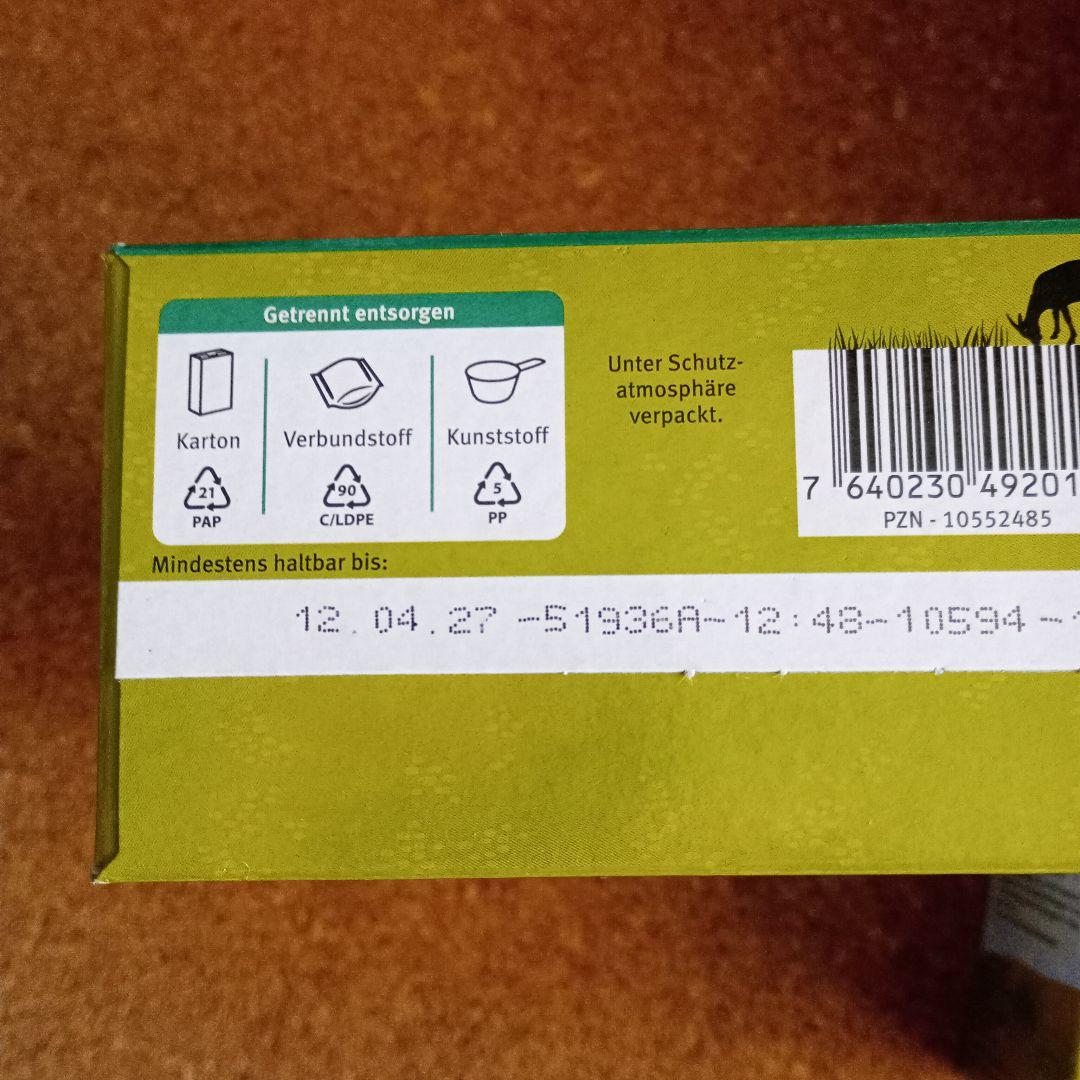 Getrennt entsorgen
Karton
Verbundstoff
Kunststoff
21
PAP
90
C/LDPE
5
PP
Unter Schutz-
atmosphäre
verpackt.
7 640230 49201
PZN - 10552485
Mindestens haltbar bis:
12.04.27 -51936A-12:48-10594 -